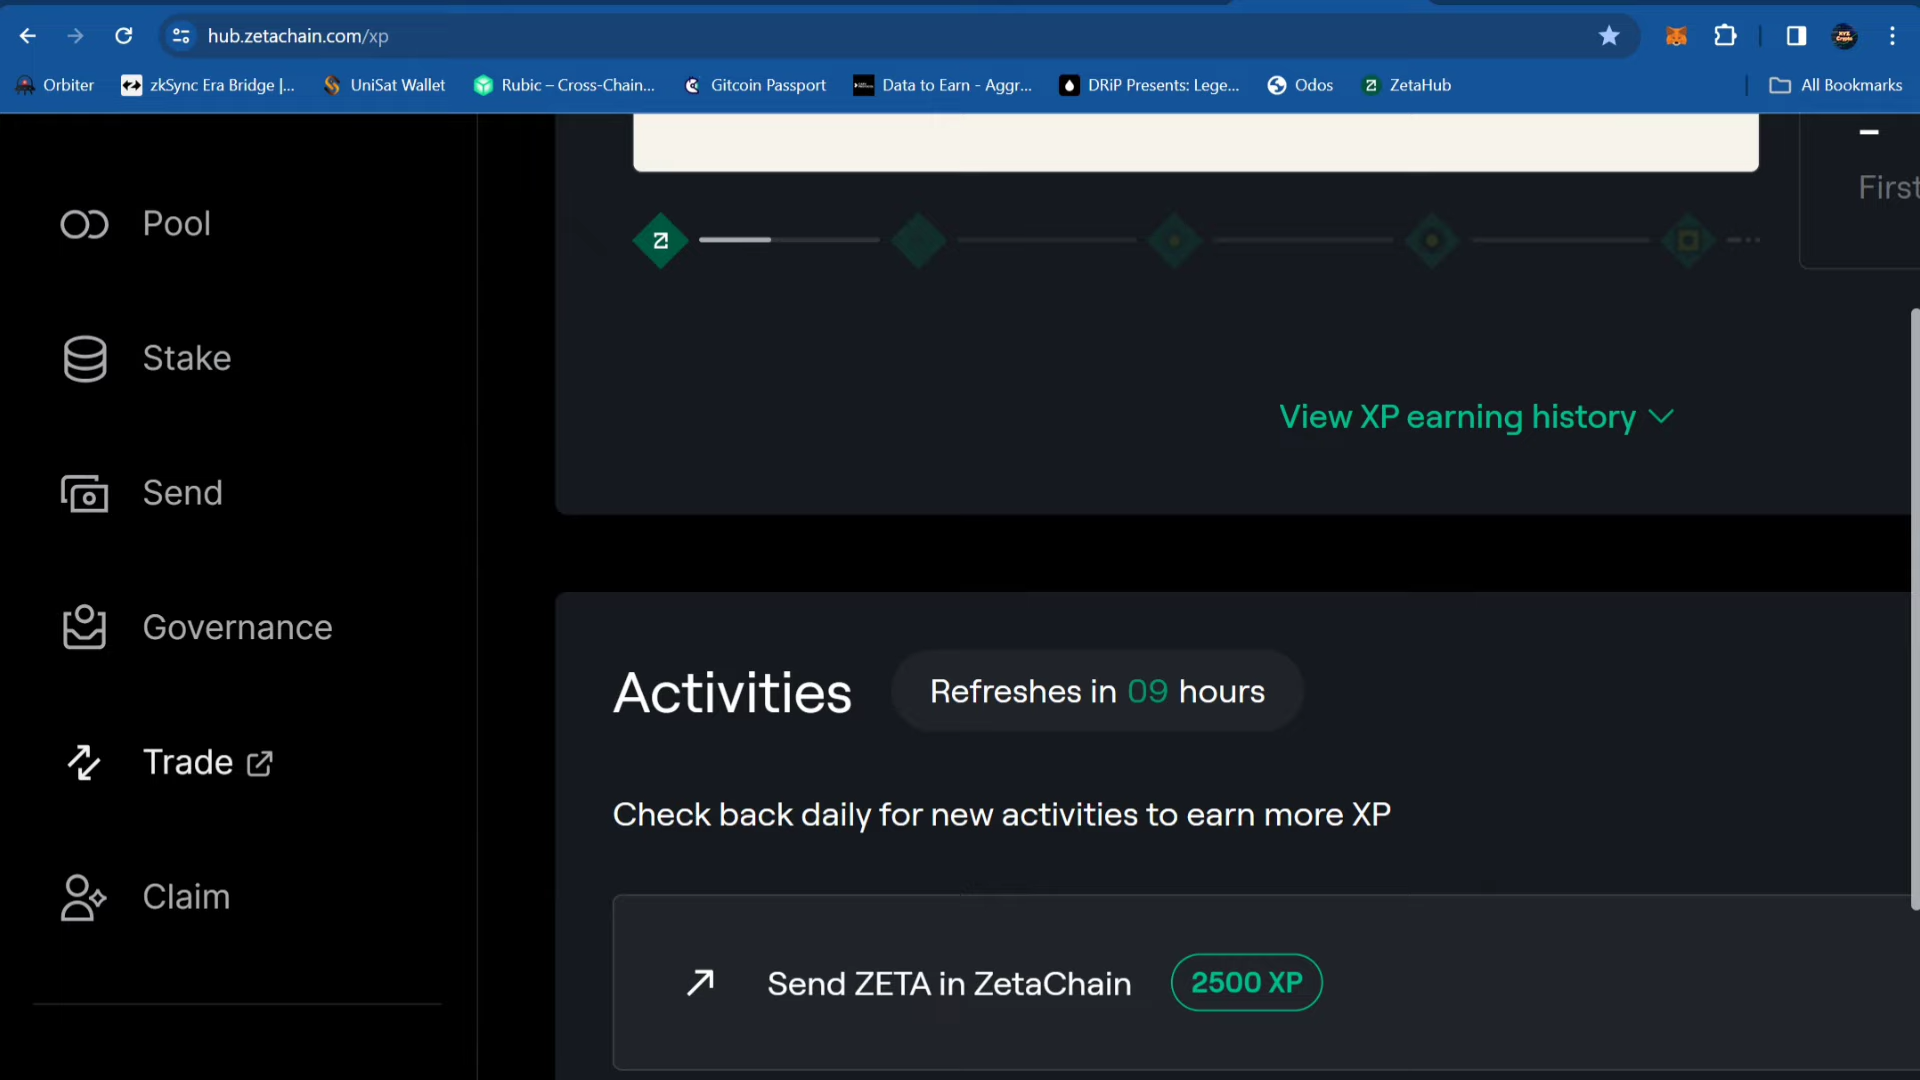 hub.zetachain.com/xp
Orbiter
zkSync Era Bridge |...
UniSat Wallet
Rubic – Cross-Chain...
Gitcoin Passport
Data to Earn - Aggr...
DRiP Presents: Lege...
Odos
ZetaHub
All Bookmarks
Pool
Stake
Send
Governance
Trade
Claim
–
First
View XP earning history
Activities
Refreshes in 09 hours
Check back daily for new activities to earn more XP
Send ZETA in ZetaChain
2500 XP